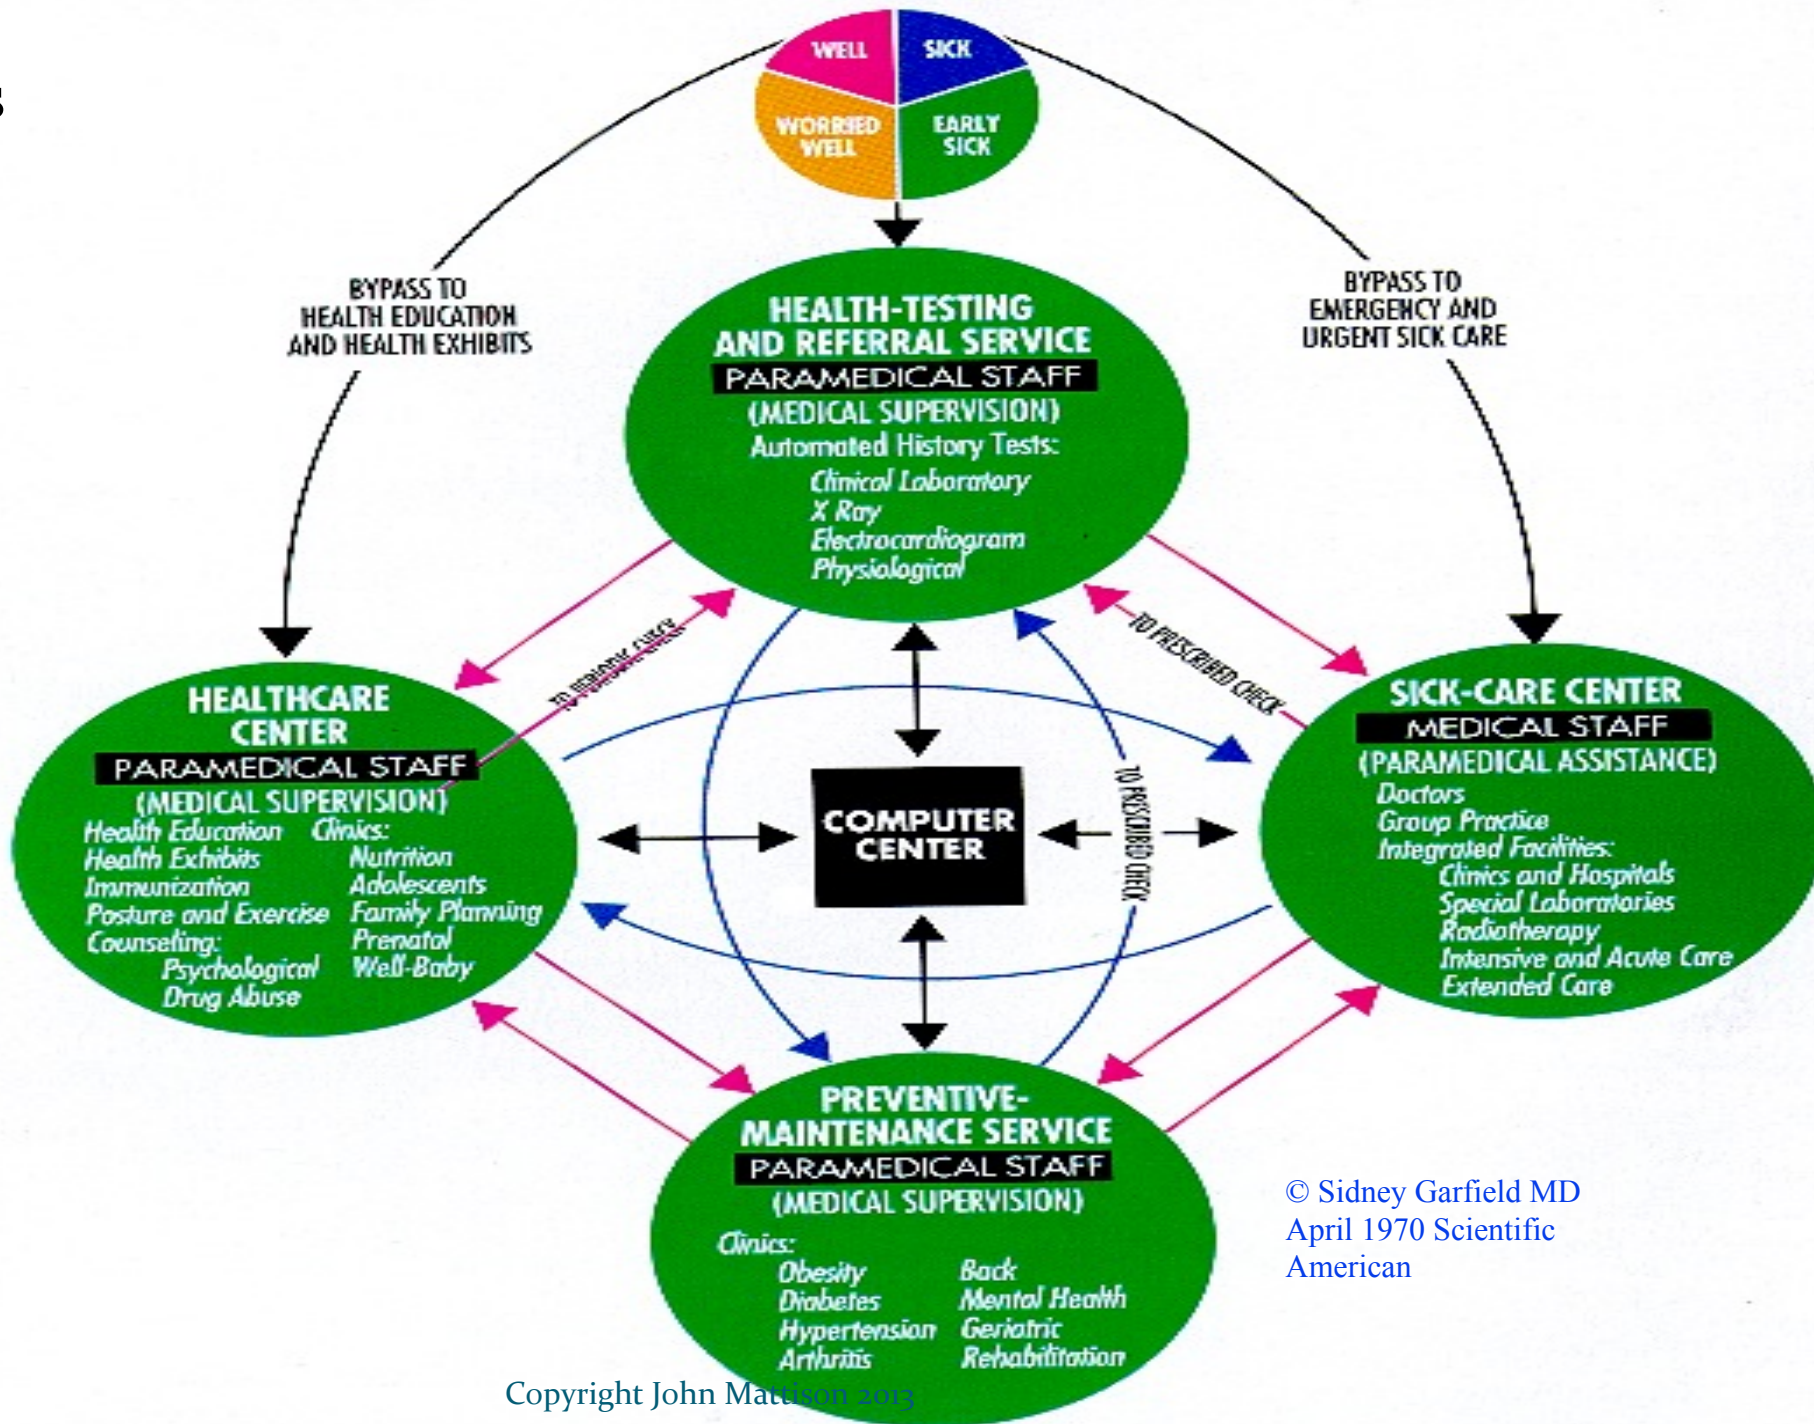 s
WELL
SICK
WORRIED
WELL
EARLY
SICK
BYPASS TO
HEALTH EDUCATION
AND HEALTH EXHIBITS
BYPASS TO
EMERGENCY AND
URGENT SICK CARE
HEALTH-TESTING
AND REFERRAL SERVICE
PARAMEDICAL STAFF
(MEDICAL SUPERVISION)
Automated History Tests:
Clinical Laboratory
X Ray
Electrocardiogram
Physiological
TO CHECK
TO PRESCRIBED CHECK
HEALTHCARE
CENTER
PARAMEDICAL STAFF
(MEDICAL SUPERVISION)
Health Education
Health Exhibits
Immunization
Posture and Exercise
Counseling:
Psychological
Drug Abuse
Clinics:
Nutrition
Adolescents
Family Planning
Prenatal
Well-Baby
COMPUTER
CENTER
TO PRESCRIBED CHECK
SICK-CARE CENTER
MEDICAL STAFF
(PARAMEDICAL ASSISTANCE)
Doctors
Group Practice
Integrated Facilities:
Clinics and Hospitals
Special Laboratories
Radiotherapy
Intensive and Acute Care
Extended Care
PREVENTIVE-
MAINTENANCE SERVICE
PARAMEDICAL STAFF
(MEDICAL SUPERVISION)
Clinics:
Obesity
Diabetes
Hypertension
Arthritis
Back
Mental Health
Geriatric
Rehabilitation
© Sidney Garfield MD
April 1970 Scientific
American
Copyright John Mattison 2013